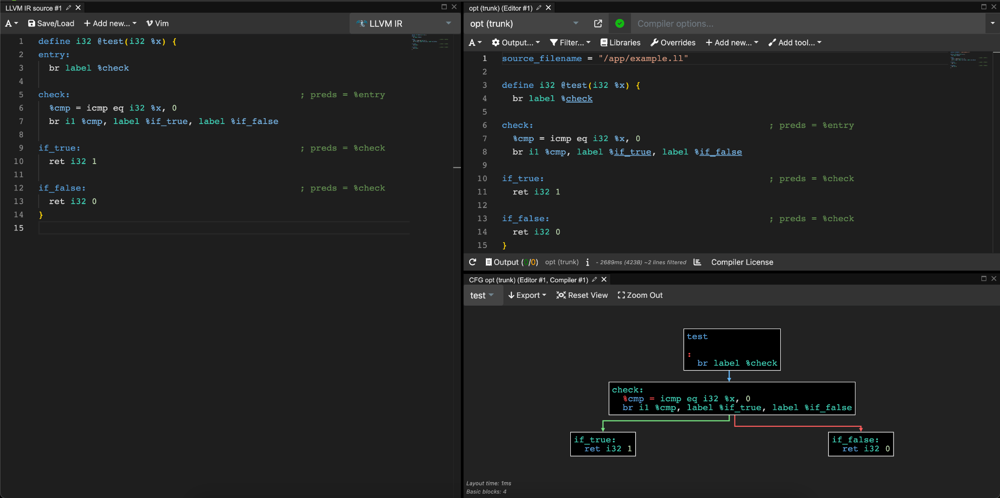 LLVM IR source #1
A Save/Load + Add new... Vim LLVM IR
1 define i32 @test(i32 %x) {
2 entry:
3 br label %check
4
5 check: ; preds = %entry
6 %cmp = icmp eq i32 %x, 0
7 br i1 %cmp, label %if_true, label %if_false
8
9 if_true: ; preds = %check
10 ret i32 1
11
12 if_false: ; preds = %check
13 ret i32 0
14 }
15
opt (trunk) (Editor #1)
opt (trunk) Compiler options...
A Output... Filter... Libraries Overrides + Add new... Add tool...
1 source_filename = "/app/example.ll"
2
3 define i32 @test(i32 %x) {
4 br label %check
5
6 check: ; preds = %entry
7 %cmp = icmp eq i32 %x, 0
8 br i1 %cmp, label %if_true, label %if_false
9
10 if_true: ; preds = %check
11 ret i32 1
12
13 if_false: ; preds = %check
14 ret i32 0
15 }
Output (0/0) opt (trunk) i - 2689ms (423B) ~2 lines filtered Compiler License
CFG opt (trunk) (Editor #1, Compiler #1)
test Export Reset View Zoom Out
test
:
br label %check
check:
%cmp = icmp eq i32 %x, 0
br i1 %cmp, label %if_true, label %if_false
if_true:
ret i32 1
if_false:
ret i32 0
Layout time: 1ms
Basic blocks: 4